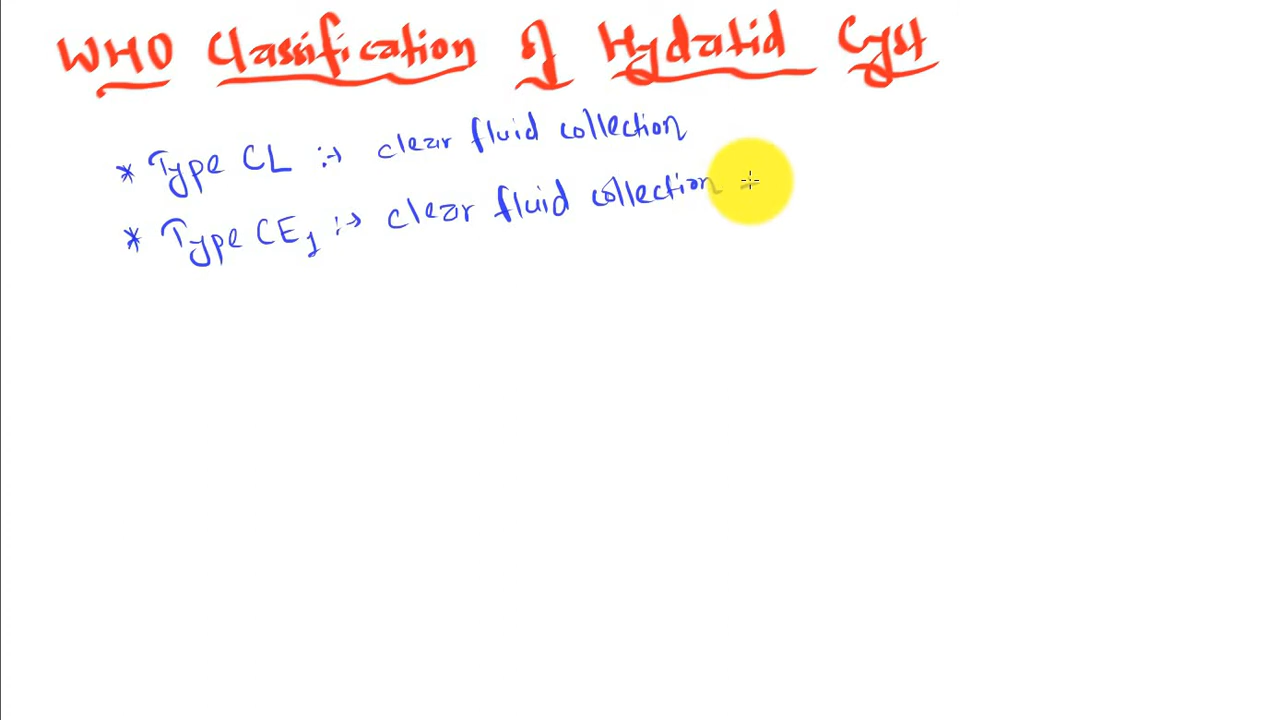 WHO Classification of Hydatid Cyst
* Type CL :→ clear fluid collection
* Type CE1 :→ clear fluid collection